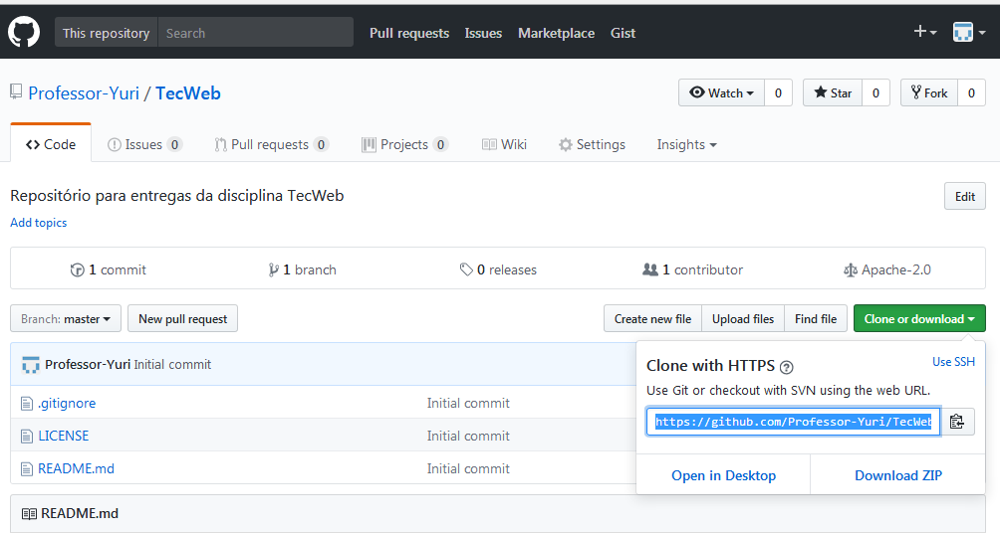 This repository Search Pull requests Issues Marketplace Gist
Professor-Yuri / TecWeb
Watch 0 Star 0 Fork 0
Code Issues 0 Pull requests 0 Projects 0 Wiki Settings Insights
Repositório para entregas da disciplina TecWeb
Edit
Add topics
1 commit 1 branch 0 releases 1 contributor Apache-2.0
Branch: master New pull request Create new file Upload files Find file Clone or download
Professor-Yuri Initial commit
.gitignore Initial commit
LICENSE Initial commit
README.md Initial commit
README.md
Clone with HTTPS ? Use SSH
Use Git or checkout with SVN using the web URL.
https://github.com/Professor-Yuri/TecWeb
Open in Desktop Download ZIP